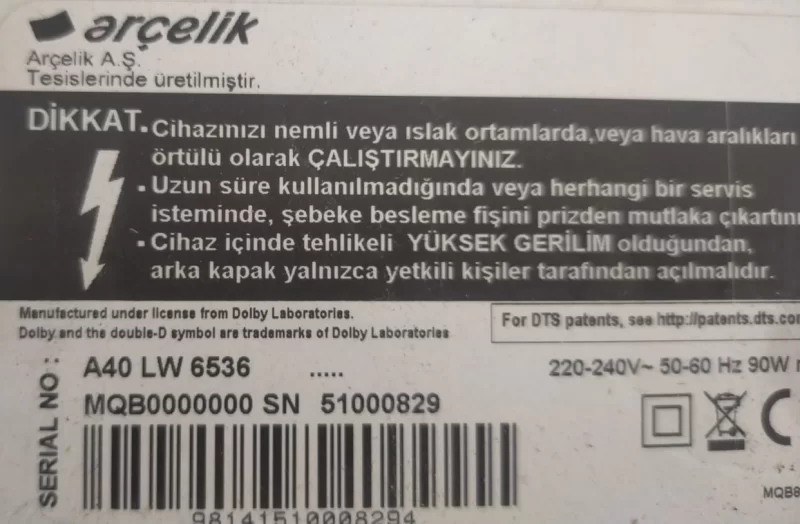 arçelik
Arçelik A.Ş.
Tesislerinde üretilmiştir.
DİKKAT
. Cihazınızı nemli veya ıslak ortamlarda,veya hava aralıkları
örtülü olarak ÇALIŞTIRMAYINIZ.
. Uzun süre kullanılmadığında veya herhangi bir servis
isteminde, şebeke besleme fişini prizden mutlaka çıkartını
. Cihaz içinde tehlikeli YÜKSEK GERİLİM olduğundan,
arka kapak yalnızca yetkili kişiler tarafından açılmalıdır.
Manufactured under license from Dolby Laboratories.
Dolby and the double-D symbol are trademarks of Dolby Laboratories
For DTS patents, see http://patents.dts.com
SERIAL NO :
A40 LW 6536 .....
220-240V~ 50-60 Hz 90W
MQB0000000 SN 51000829
98141510008294
MQB8